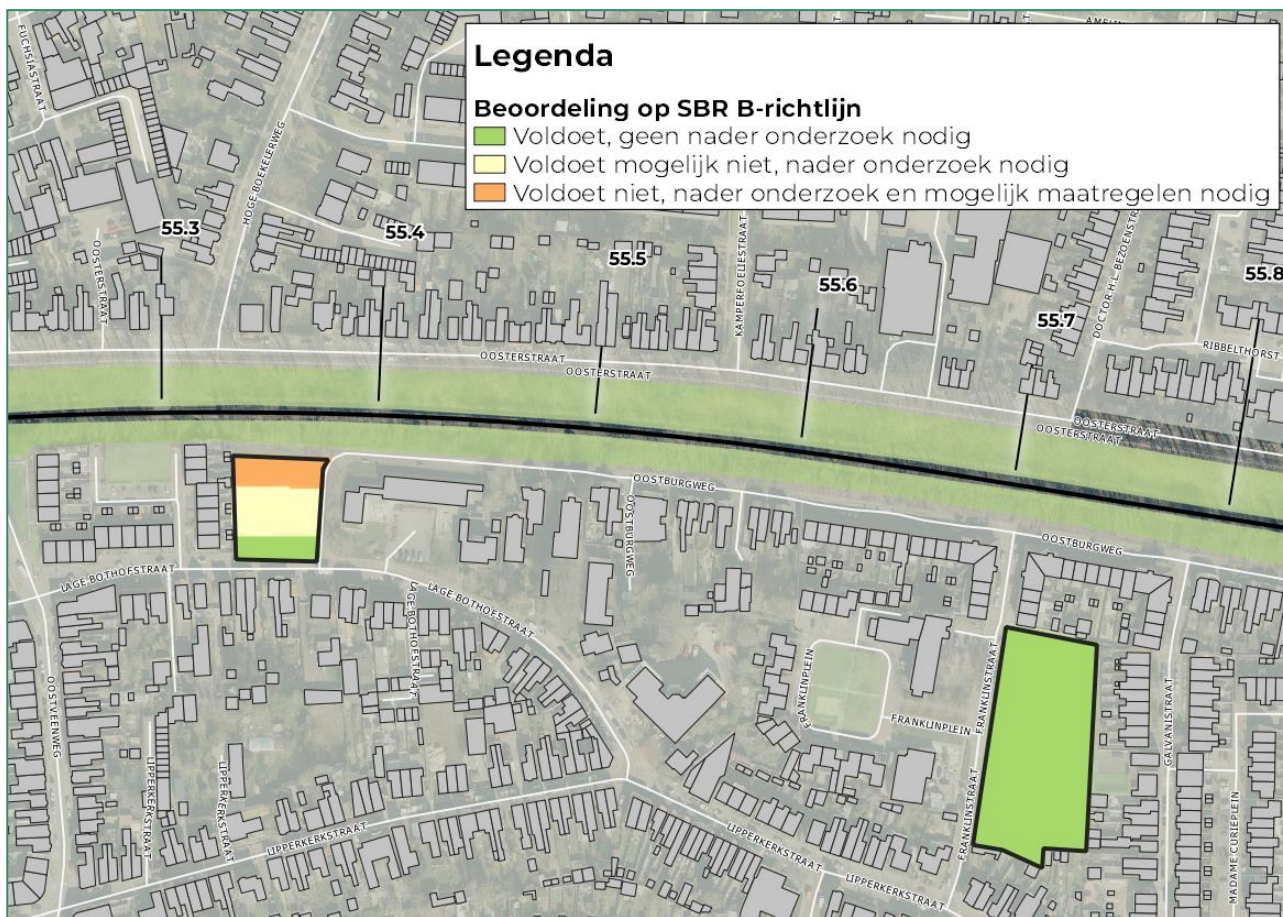 AMELI
FUCHSIASTRAAT
Legenda
Beoordeling op SBR B-richtlijn
Voldoet, geen nader onderzoek nodig
Voldoet mogelijk niet, nader onderzoek nodig
Voldoet niet, nader onderzoek en mogelijk maatregelen nodig
HOGE BOEKELERWEG
55.3
55.4
55.5
55.6
55.7
55.8
OOSTERSTRAAT
KAMPERFOELIESTRAAT
DOCTOR H.L. BEZOENSTR
RIBBELTHORST
OOSTERSTRAAT
OOSTERSTRAAT
OOSTERSTRAAT
OOSTERSTRAAT
OOSTBURGWEG
OOSTBURGWEG
OOSTBURGWEG
LAGE BOTHOFSTRAAT
LAGE BOTHOFSTRAAT
LAGE BOTHOFSTRAAT
OOSTVEENWEG
FRANKLINPLEIN
FRANKLINPLEIN
FRANKLINSTRAAT
FRANKLINSTRAAT
GALVANISTRAAT
MADAME CURIEPLEIN
LIPPERKERKSTRAAT
LIPPERKERKSTRAAT
LIPPERKERKSTRAAT
LIPPERKERKSTRAAT
LIPPERKERKSTRAAT